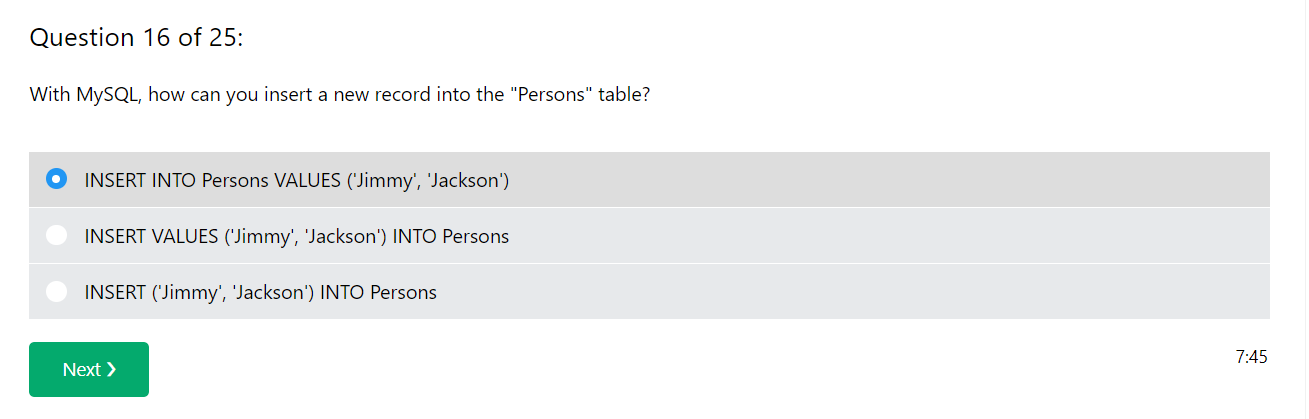 Question 16 of 25:
With MySQL, how can you insert a new record into the "Persons" table?
INSERT INTO Persons VALUES ('Jimmy', 'Jackson')
INSERT VALUES ('Jimmy', 'Jackson') INTO Persons
INSERT ('Jimmy', 'Jackson') INTO Persons
Next ❯
7:45